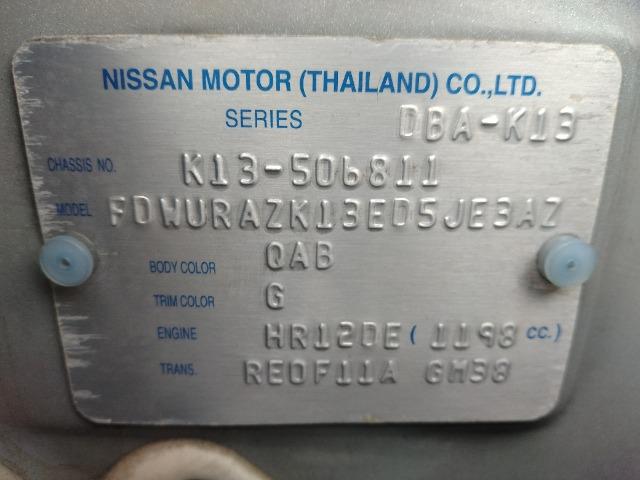 NISSAN MOTOR (THAILAND) CO.,LTD.
SERIES DBA-K13
CHASSIS NO. K13-506811
MODEL FDWURAZK13ED5JE3AZ
BODY COLOR QAB
TRIM COLOR G
ENGINE HR12DE ( 1198 cc. )
TRANS. RE0F11A GM38